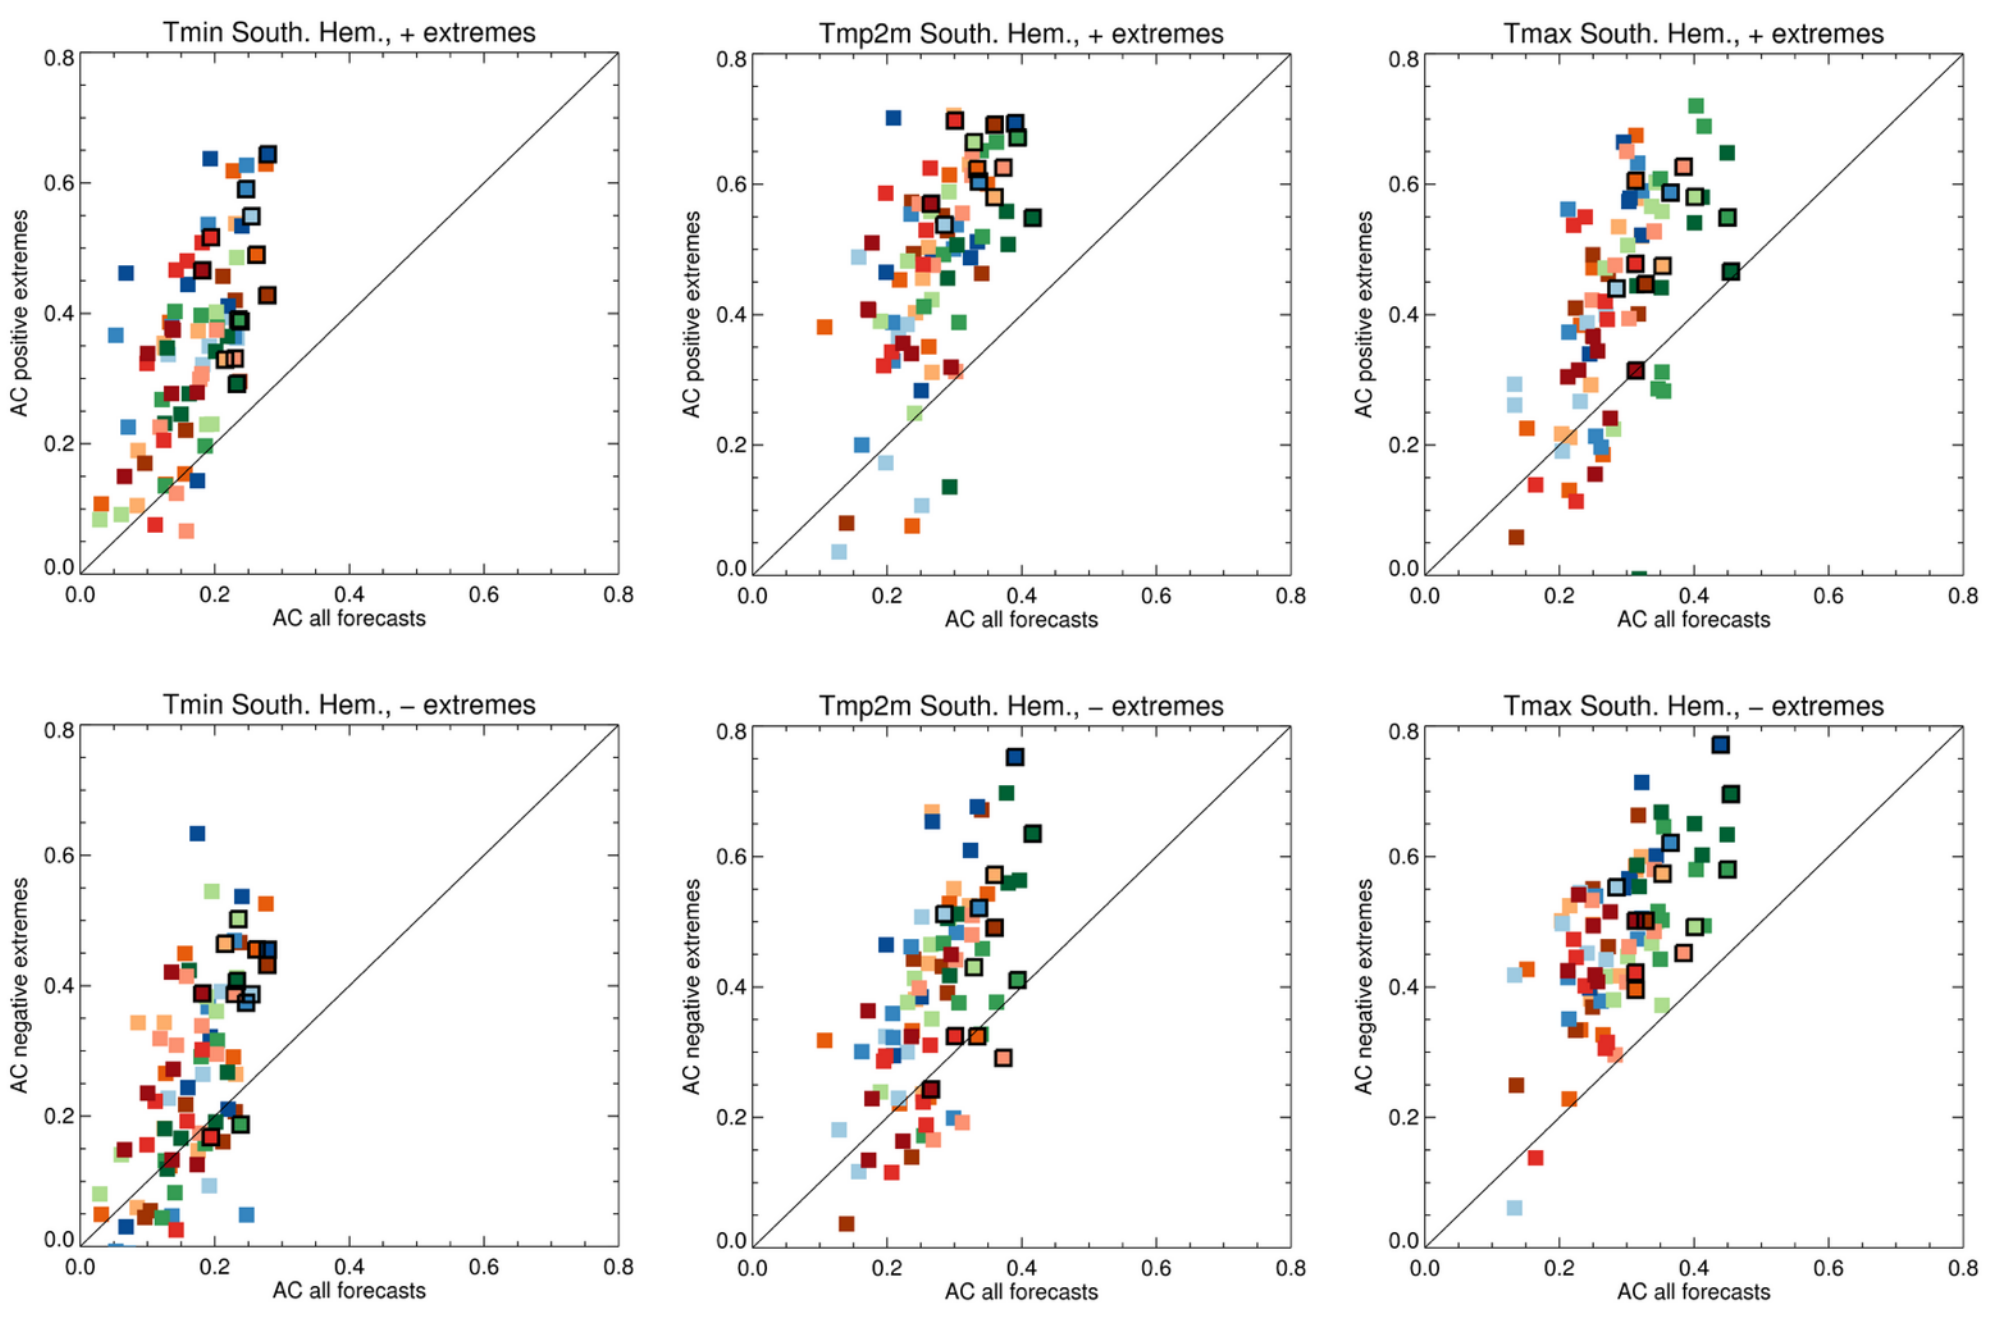 Tmin South. Hem., + extremes
0.8
0.6
0.4
0.2
0.0
AC positive extremes
0.0 0.2 0.4 0.6 0.8
AC all forecasts
Tmp2m South. Hem., + extremes
0.8
0.6
0.4
0.2
0.0
AC positive extremes
0.0 0.2 0.4 0.6 0.8
AC all forecasts
Tmax South. Hem., + extremes
0.8
0.6
0.4
0.2
0.0
AC positive extremes
0.0 0.2 0.4 0.6 0.8
AC all forecasts
Tmin South. Hem., − extremes
0.8
0.6
0.4
0.2
0.0
AC negative extremes
0.0 0.2 0.4 0.6 0.8
AC all forecasts
Tmp2m South. Hem., − extremes
0.8
0.6
0.4
0.2
0.0
AC negative extremes
0.0 0.2 0.4 0.6 0.8
AC all forecasts
Tmax South. Hem., − extremes
0.8
0.6
0.4
0.2
0.0
AC negative extremes
0.0 0.2 0.4 0.6 0.8
AC all forecasts